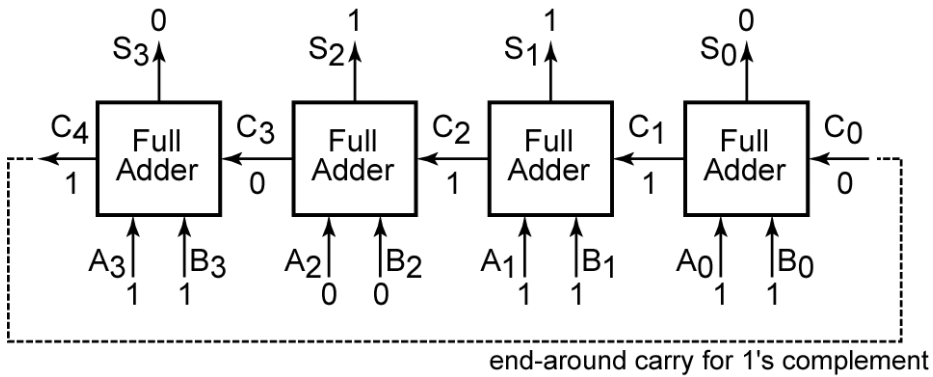 0 1 1 0
S3 S2 S1 S0
C4 Full Adder C3 Full Adder C2 Full Adder C1 Full Adder C0
1 0 1 1 0
A3 B3 A2 B2 A1 B1 A0 B0
1 1 0 0 1 1 1 1
end-around carry for 1's complement